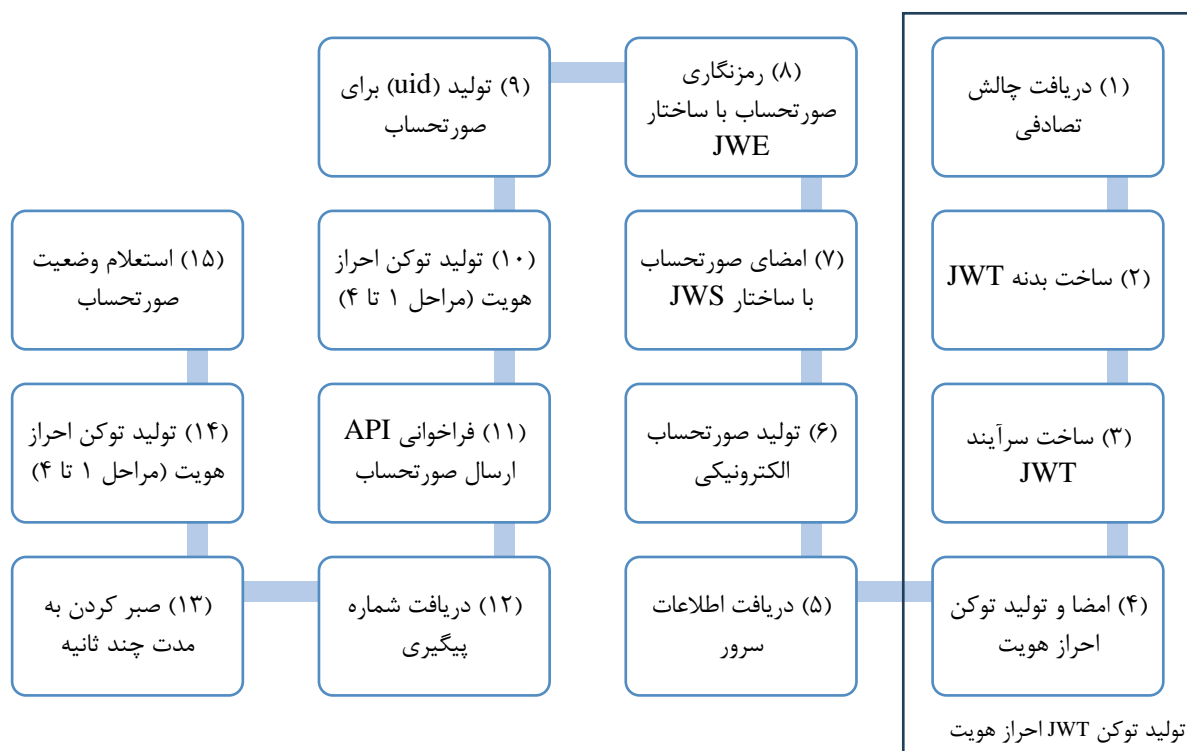 (۱) دریافت چالش
تصادفی
(۲) ساخت بدنه JWT
(۳) ساخت سرآیند
JWT
(۴) امضا و تولید توکن
احراز هویت
تولید توکن JWT احراز هویت
(۵) دریافت اطلاعات
سرور
(۶) تولید صورتحساب
الکترونیکی
(۷) امضای صورتحساب
با ساختار JWS
(۸) رمزنگاری
صورتحساب با ساختار
JWE
(۹) تولید (uid) برای
صورتحساب
(۱۰) تولید توکن احراز
هویت (مراحل ۱ تا ۴)
(۱۱) فراخوانی API
ارسال صورتحساب
(۱۲) دریافت شماره
پیگیری
(۱۳) صبر کردن به
مدت چند ثانیه
(۱۴) تولید توکن احراز
هویت (مراحل ۱ تا ۴)
(۱۵) استعلام وضعیت
صورتحساب